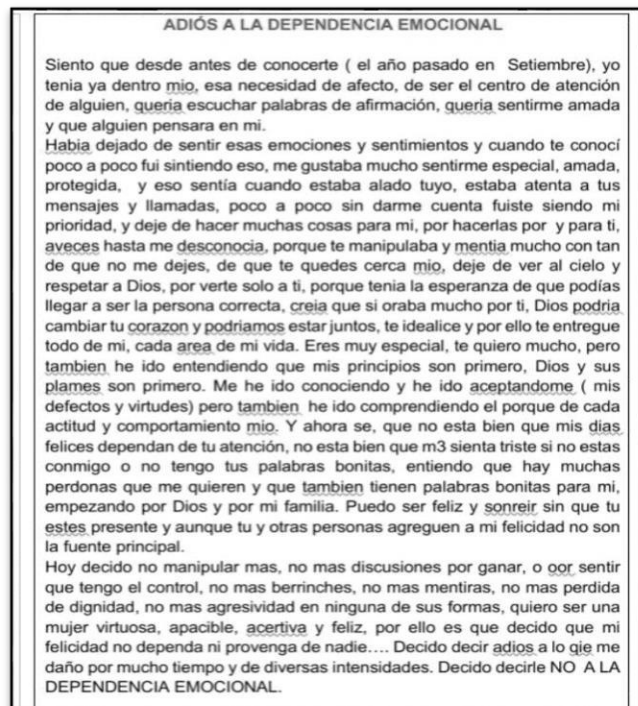 ADIÓS A LA DEPENDENCIA EMOCIONAL
Siento que desde antes de conocerte ( el año pasado en Setiembre), yo
tenia ya dentro mio, esa necesidad de afecto, de ser el centro de atención
de alguien, queria escuchar palabras de afirmación, queria sentirme amada
y que alguien pensara en mi.
Habia dejado de sentir esas emociones y sentimientos y cuando te conocí
poco a poco fui sintiendo eso, me gustaba mucho sentirme especial, amada,
protegida, y eso sentía cuando estaba alado tuyo, estaba atenta a tus
mensajes y llamadas, poco a poco sin darme cuenta fuiste siendo mi
prioridad, y deje de hacer muchas cosas para mi, por hacerlas por y para ti,
aveces hasta me desconocia, porque te manipulaba y mentia mucho con tan
de que no me dejes, de que te quedes cerca mio, deje de ver al cielo y
respetar a Dios, por verte solo a ti, porque tenia la esperanza de que podías
llegar a ser la persona correcta, creia que si oraba mucho por ti, Dios podria
cambiar tu corazon y podriamos estar juntos, te idealice y por ello te entregue
todo de mi, cada area de mi vida. Eres muy especial, te quiero mucho, pero
tambien he ido entendiendo que mis principios son primero, Dios y sus
plames son primero. Me he ido conociendo y he ido aceptandome ( mis
defectos y virtudes) pero tambien he ido comprendiendo el porque de cada
actitud y comportamiento mio. Y ahora se, que no esta bien que mis dias
felices dependan de tu atención, no esta bien que m3 sienta triste si no estas
conmigo o no tengo tus palabras bonitas, entiendo que hay muchas
perdonas que me quieren y que tambien tienen palabras bonitas para mi,
empezando por Dios y por mi familia. Puedo ser feliz y sonreir sin que tu
estes presente y aunque tu y otras personas agreguen a mi felicidad no son
la fuente principal.
Hoy decido no manipular mas, no mas discusiones por ganar, o oor sentir
que tengo el control, no mas berrinches, no mas mentiras, no mas perdida
de dignidad, no mas agresividad en ninguna de sus formas, quiero ser una
mujer virtuosa, apacible, acertiva y feliz, por ello es que decido que mi
felicidad no dependa ni provenga de nadie.... Decido decir adios a lo qie me
daño por mucho tiempo y de diversas intensidades. Decido decirle NO A LA
DEPENDENCIA EMOCIONAL.